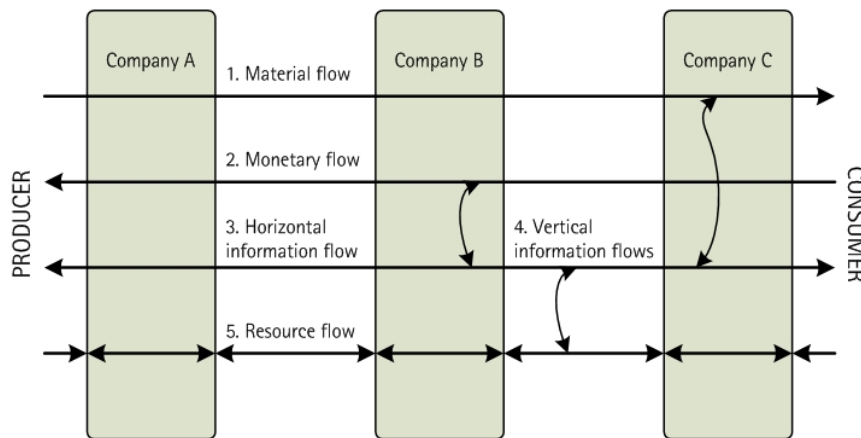 Company A
Company B
Company C
1. Material flow
2. Monetary flow
3. Horizontal
information flow
4. Vertical
information flows
5. Resource flow
PRODUCER
CONSUMER